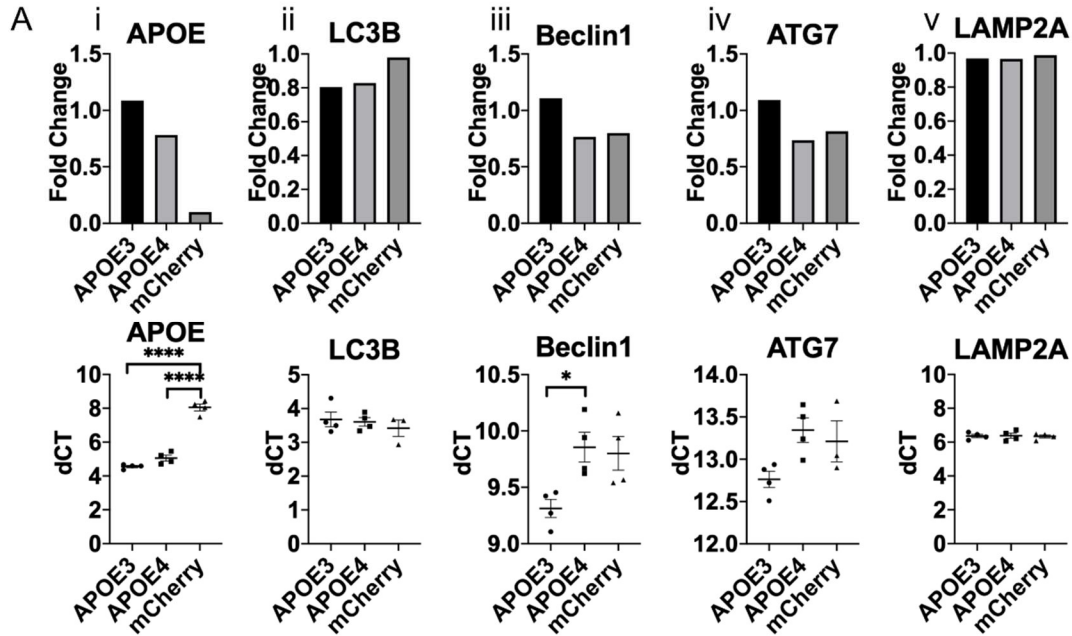 A
i
ii
iii
iv
v
APOE
LC3B
Beclin1
ATG7
LAMP2A
Fold Change
1.5
1.0
0.5
0.0
APOE3
APOE4
mCherry
Fold Change
1.0
0.8
0.6
0.4
0.2
0.0
APOE3
APOE4
mCherry
Fold Change
1.5
1.0
0.5
0.0
APOE3
APOE4
mCherry
Fold Change
1.5
1.0
0.5
0.0
APOE3
APOE4
mCherry
Fold Change
1.0
0.8
0.6
0.4
0.2
0.0
APOE3
APOE4
mCherry
APOE
****
****
dCT
10
8
6
4
2
0
APOE3
APOE4
mCherry
LC3B
dCT
5
4
3
2
1
0
APOE3
APOE4
mCherry
Beclin1
*
dCT
10.5
10.0
9.5
9.0
APOE3
APOE4
mCherry
ATG7
dCT
14.0
13.5
13.0
12.5
12.0
APOE3
APOE4
mCherry
LAMP2A
dCT
10
8
6
4
2
0
APOE3
APOE4
mCherry